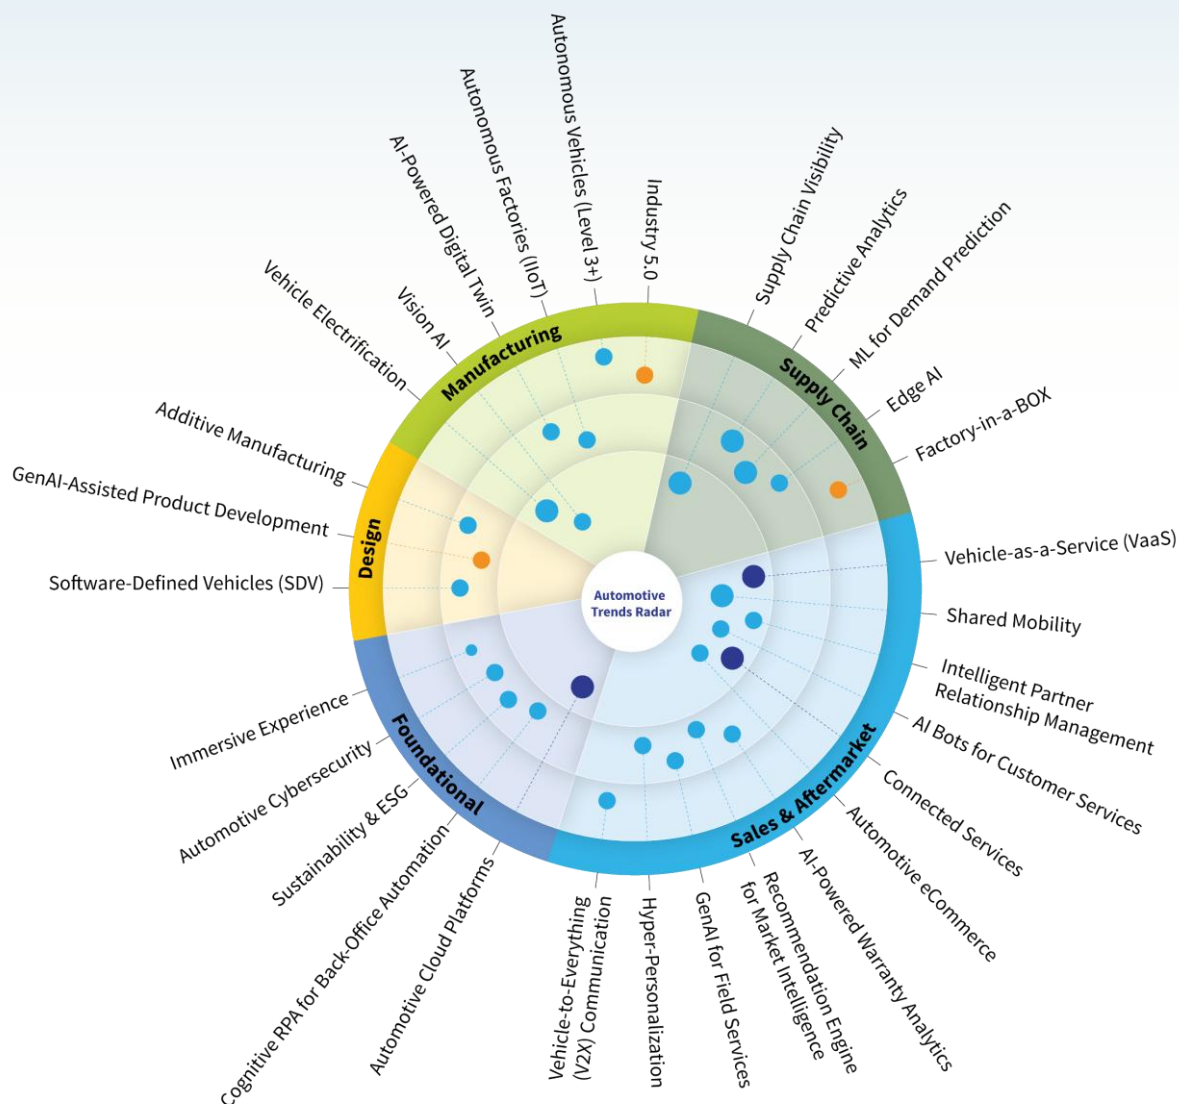 Autonomous Vehicles (Level 3+)
Industry 5.0
Autonomous Factories (IIoT)
AI-Powered Digital Twin
Vision AI
Vehicle Electrification
Additive Manufacturing
GenAI-Assisted Product Development
Software-Defined Vehicles (SDV)
Supply Chain Visibility
Predictive Analytics
ML for Demand Prediction
Edge AI
Factory-in-a-BOX
Manufacturing
Supply Chain
Design
Automotive
Trends Radar
Foundational
Sales & Aftermarket
Vehicle-as-a-Service (VaaS)
Shared Mobility
Intelligent Partner
Relationship Management
AI Bots for Customer Services
Connected Services
Automotive eCommerce
AI-Powered Warranty Analytics
Recommendation Engine
for Market Intelligence
GenAI for Field Services
Hyper-Personalization
Vehicle-to-Everything
(V2X) Communication
Automotive Cloud Platforms
Cognitive RPA for Back-Office Automation
Sustainability & ESG
Automotive Cybersecurity
Immersive Experience